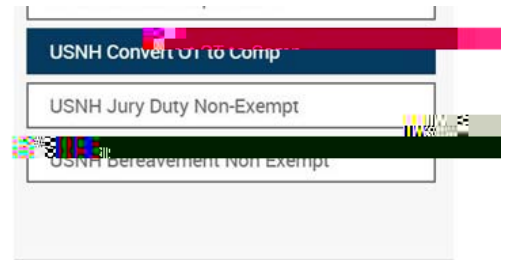 USNH Convert OT to Comp
USNH Jury Duty Non-Exempt
USNH Bereavement Non Exempt